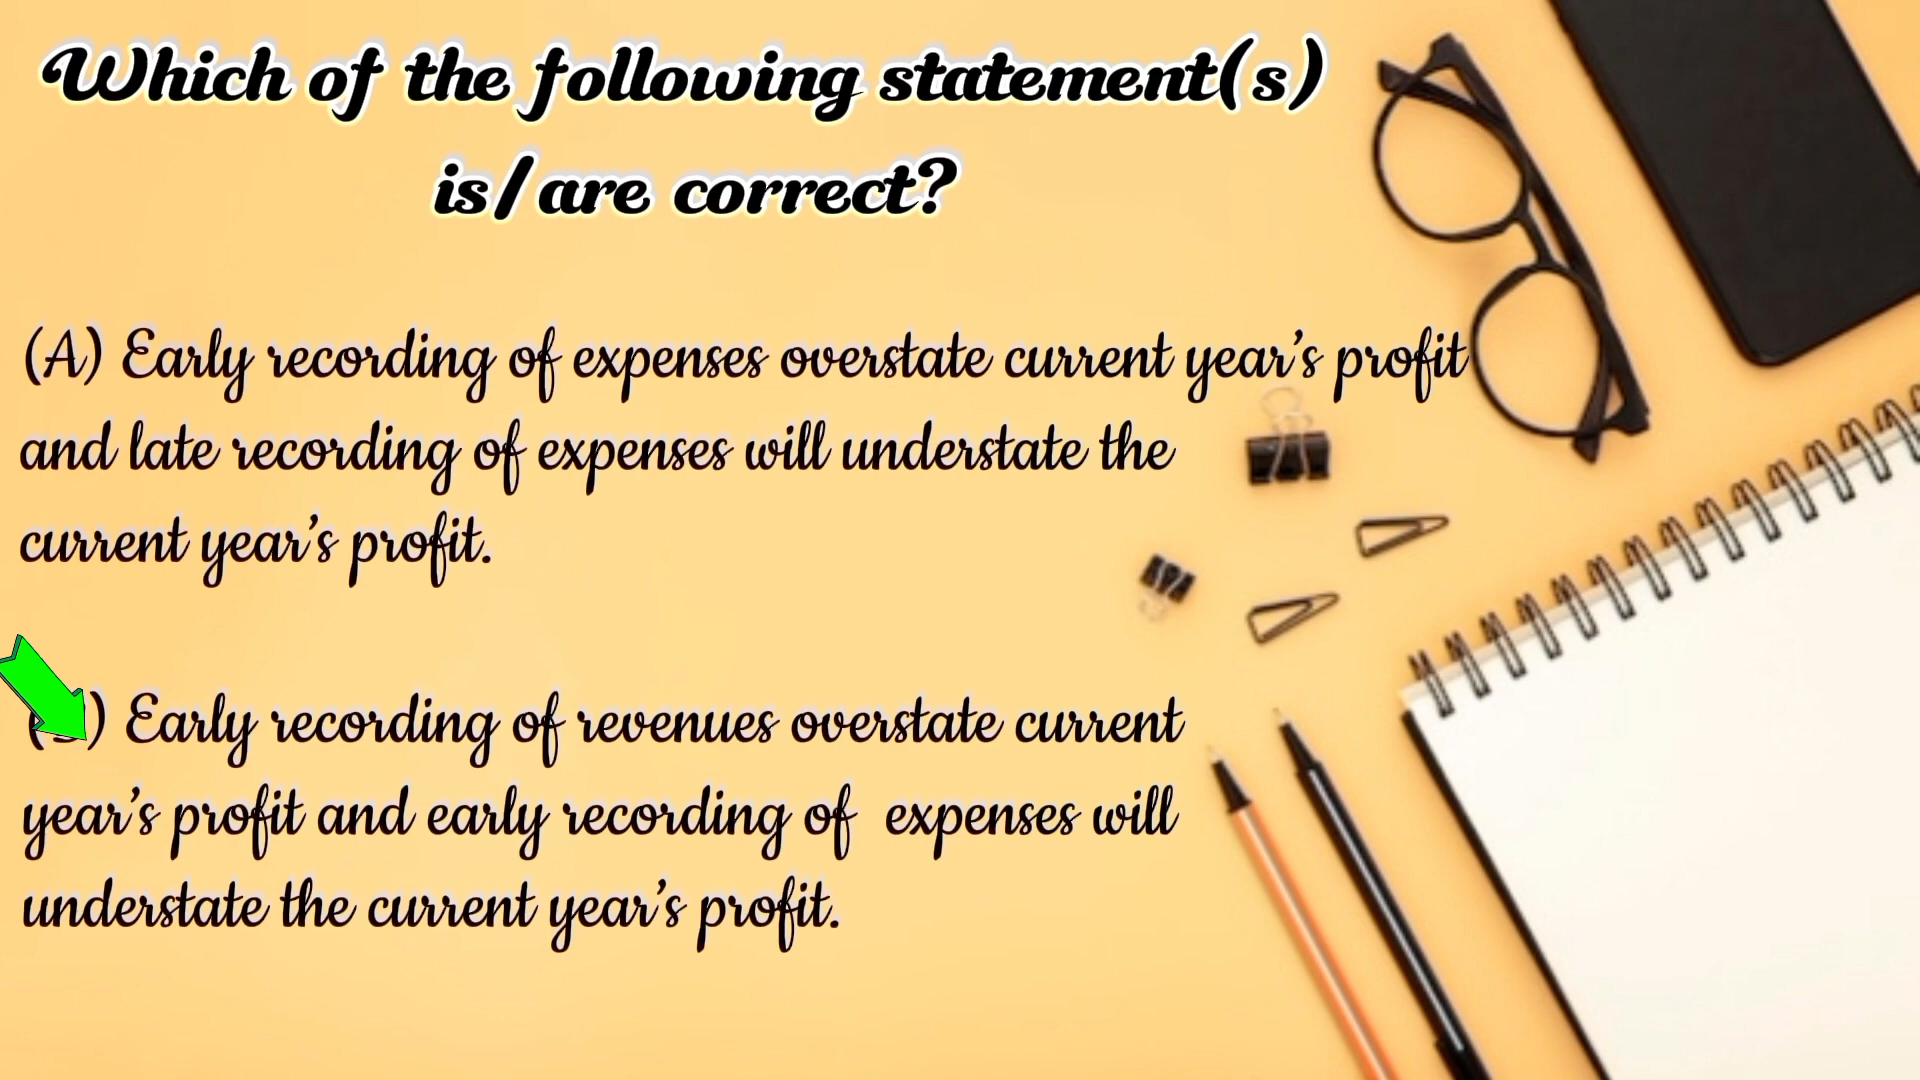 Which of the following statement(s)
is/are correct?
(A) Early recording of expenses overstate current year's profit
and late recording of expenses will understate the
current year's profit.
Early recording of revenues overstate current
year's profit and early recording of expenses will
understate the current year's profit.